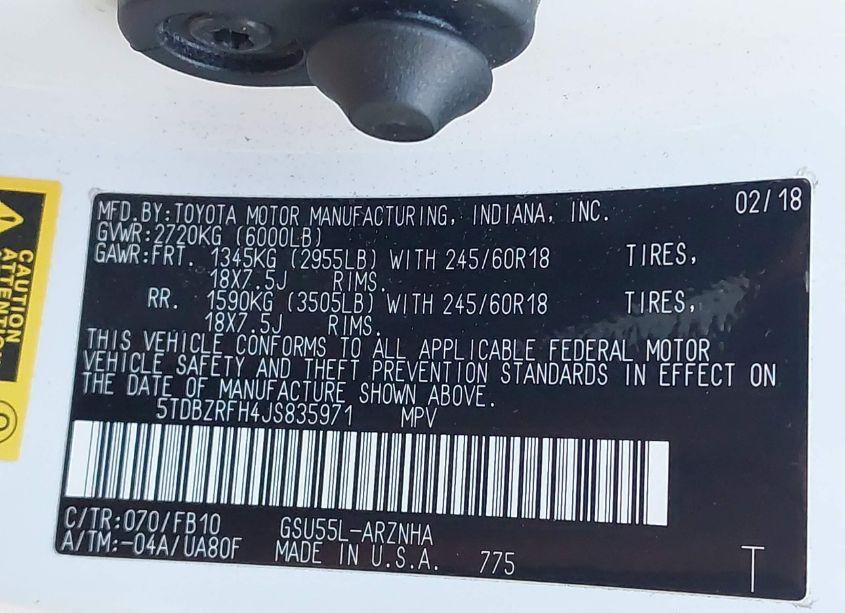 MFD.BY:TOYOTA MOTOR MANUFACTURING, INDIANA, INC. 02/18
GVWR:2720KG (6000LB)
GAWR:FRT. 1345KG (2955LB) WITH 245/60R18 TIRES,
18X7.5J RIMS.
RR. 1590KG (3505LB) WITH 245/60R18 TIRES,
18X7.5J RIMS.
THIS VEHICLE CONFORMS TO ALL APPLICABLE FEDERAL MOTOR
VEHICLE SAFETY AND THEFT PREVENTION STANDARDS IN EFFECT ON
THE DATE OF MANUFACTURE SHOWN ABOVE.
5TDBZRFH4JS835971 MPV
C/TR:070/FB10 GSU55L-ARZNHA
A/TM:-04A/UA80F MADE IN U.S.A. 775 T
CAUTION